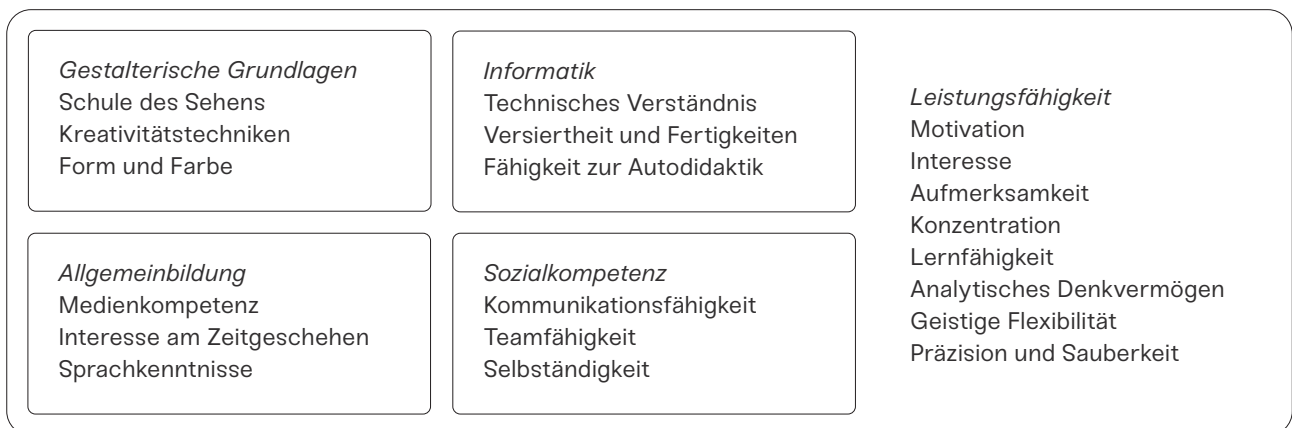 Gestalterische Grundlagen
Schule des Sehens
Kreativitätstechniken
Form und Farbe
Informatik
Technisches Verständnis
Versiertheit und Fertigkeiten
Fähigkeit zur Autodidaktik
Allgemeinbildung
Medienkompetenz
Interesse am Zeitgeschehen
Sprachkenntnisse
Sozialkompetenz
Kommunikationsfähigkeit
Teamfähigkeit
Selbständigkeit
Leistungsfähigkeit
Motivation
Interesse
Aufmerksamkeit
Konzentration
Lernfähigkeit
Analytisches Denkvermögen
Geistige Flexibilität
Präzision und Sauberkeit